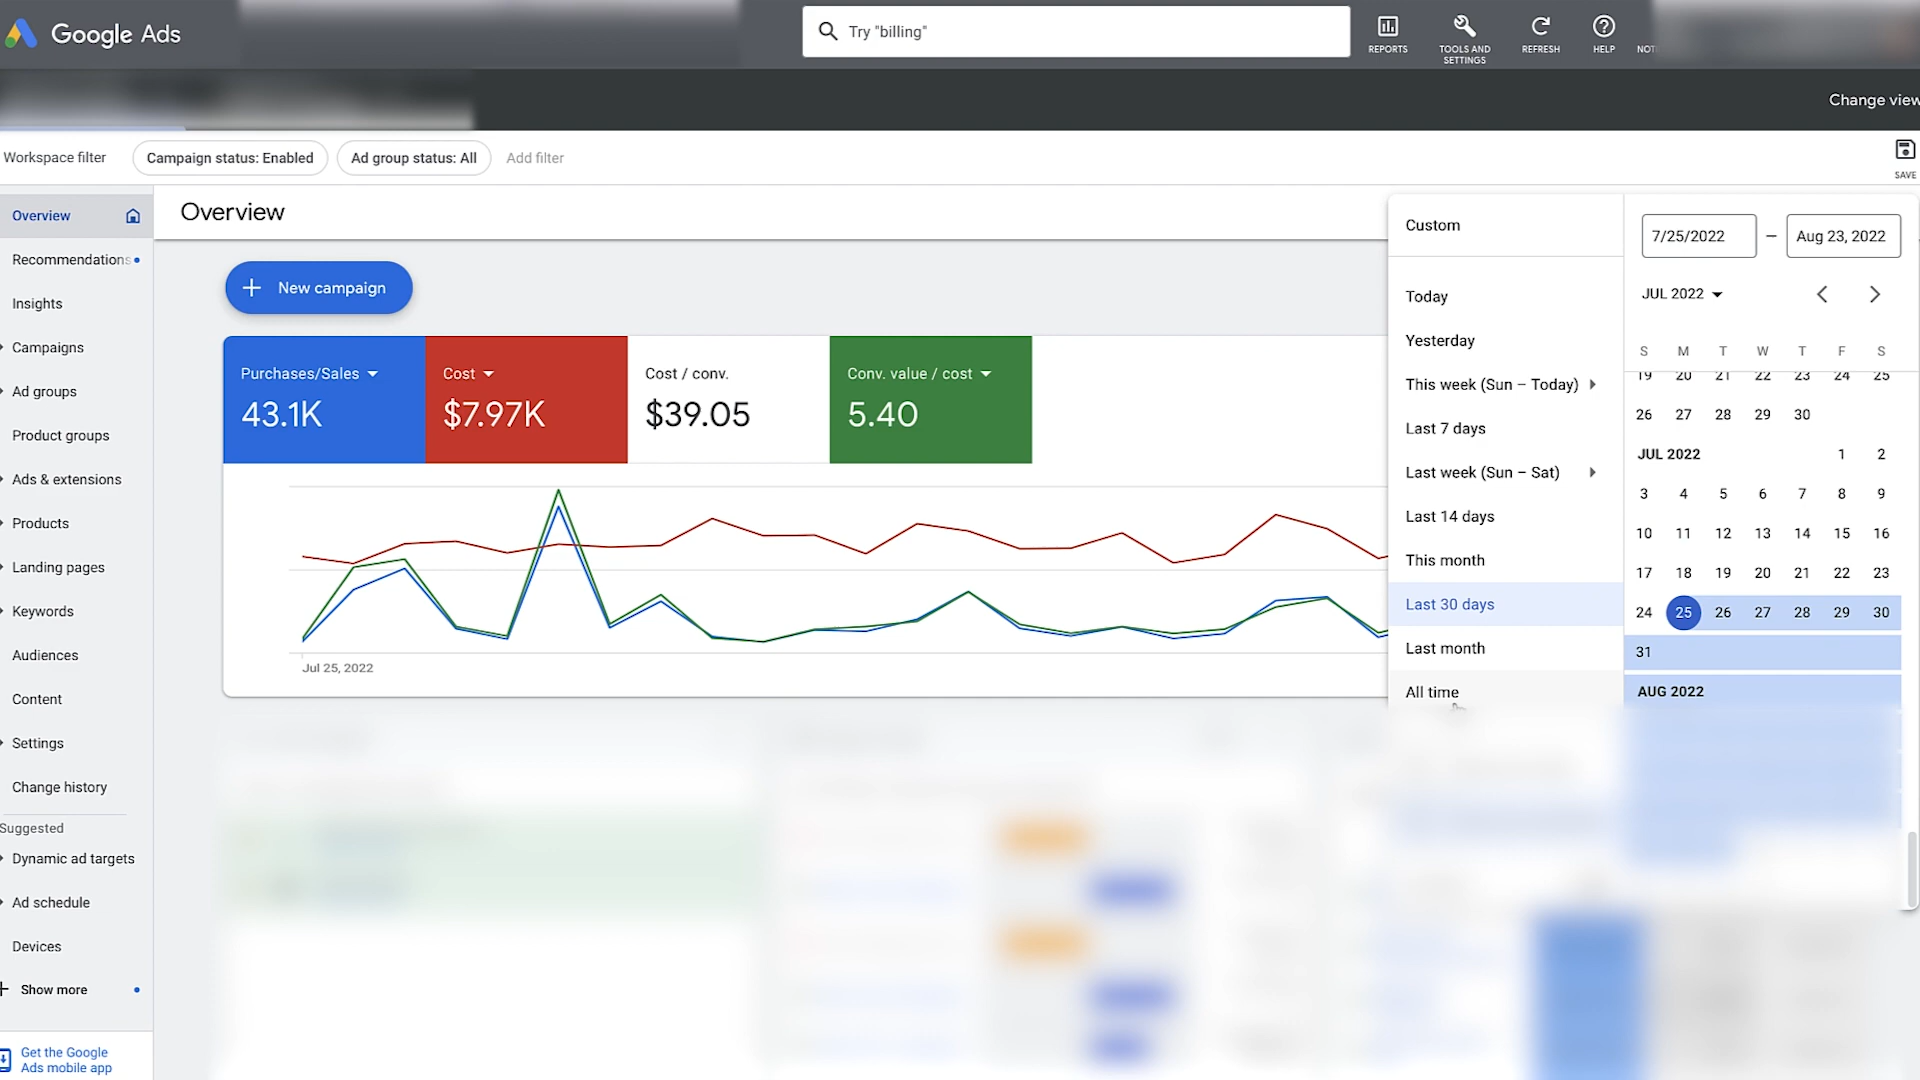 Google Ads
Try "billing"
REPORTS
TOOLS AND
SETTINGS
REFRESH
HELP
NOT
Change view
Workspace filter
Campaign status: Enabled
Ad group status: All
Add filter
SAVE
Overview
Recommendations
Insights
Campaigns
Ad groups
Product groups
Ads & extensions
Products
Landing pages
Keywords
Audiences
Content
Settings
Change history
Suggested
Dynamic ad targets
Ad schedule
Devices
Show more
Get the Google
Ads mobile app
Overview
New campaign
Purchases/Sales
43.1K
Cost
$7.97K
Cost / conv.
$39.05
Conv. value / cost
5.40
Jul 25, 2022
Custom
Today
Yesterday
This week (Sun – Today)
Last 7 days
Last week (Sun – Sat)
Last 14 days
This month
Last 30 days
Last month
All time
7/25/2022 – Aug 23, 2022
JUL 2022
S M T W T F S
19 20 21 22 23 24 25
26 27 28 29 30
JUL 2022 1 2
3 4 5 6 7 8 9
10 11 12 13 14 15 16
17 18 19 20 21 22 23
24 25 26 27 28 29 30
31
AUG 2022